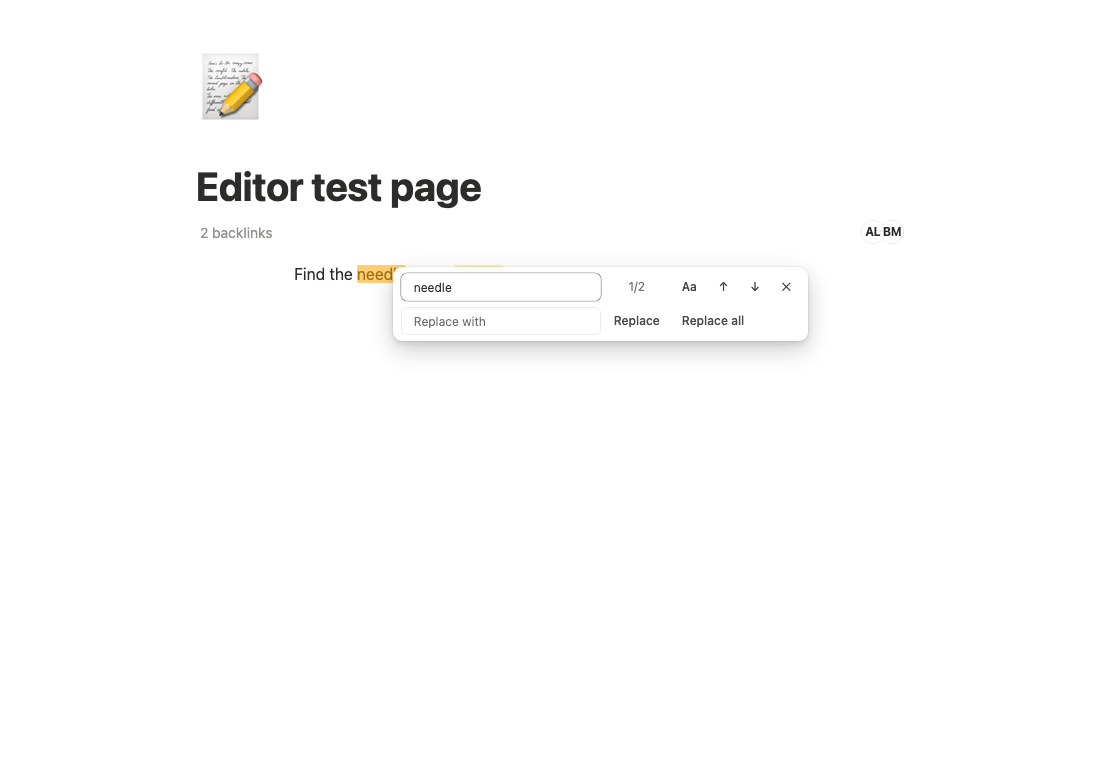 Editor test page
2 backlinks
AL BM
Find the
needle
1/2
Aa
Replace with
Replace
Replace all